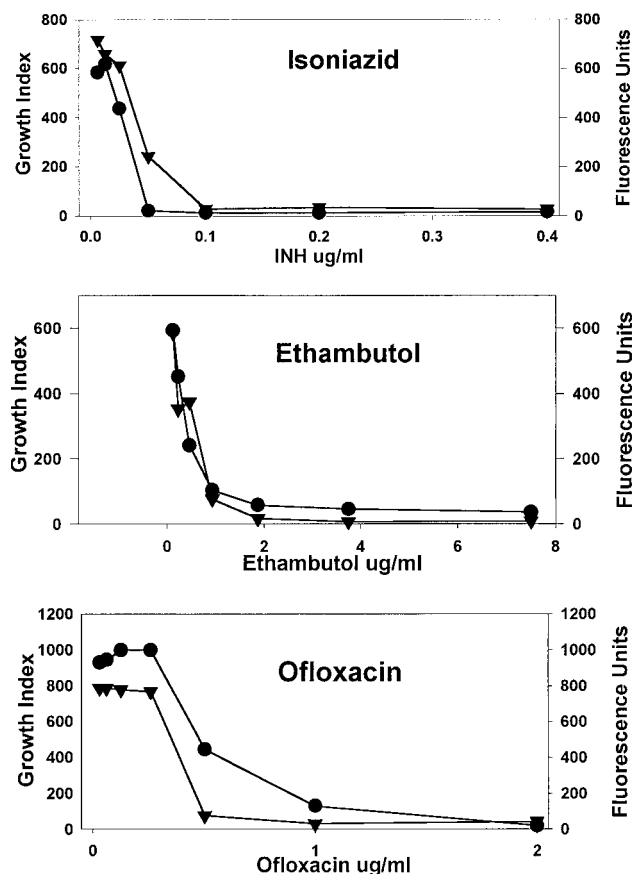 Isoniazid
Growth Index
Fluorescence Units
800
600
400
200
0
800
600
400
200
0
0.0 0.1 0.2 0.3 0.4
INH ug/ml
Ethambutol
Growth Index
Fluorescence Units
600
400
200
0
600
400
200
0
0 2 4 6 8
Ethambutol ug/ml
Ofloxacin
Growth Index
Fluorescence Units
1200
1000
800
600
400
200
0
1200
1000
800
600
400
200
0
0 1 2
Ofloxacin ug/ml